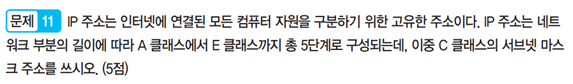 문제 11 IP 주소는 인터넷에 연결된 모든 컴퓨터 자원을 구분하기 위한 고유한 주소이다. IP 주소는 네트
워크 부분의 길이에 따라 A 클래스에서 E 클래스까지 총 5단계로 구성되는데, 이중 C 클래스의 서브넷 마스
크 주소를 쓰시오. (5점)